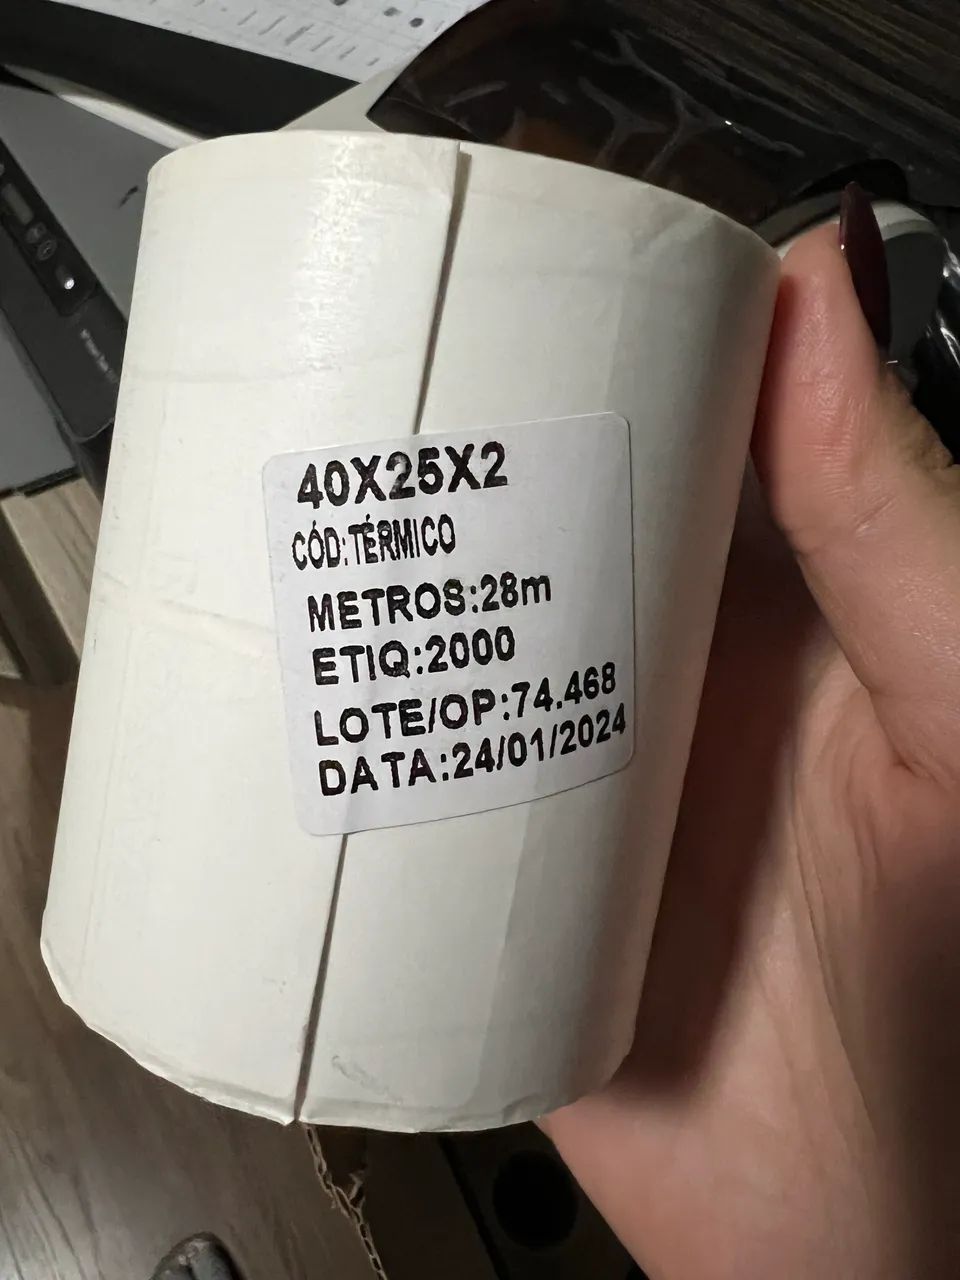 40X25X2
CÓD:TÉRMICO
METROS:28m
ETIQ:2000
LOTE/OP:74.468
DATA:24/01/2024